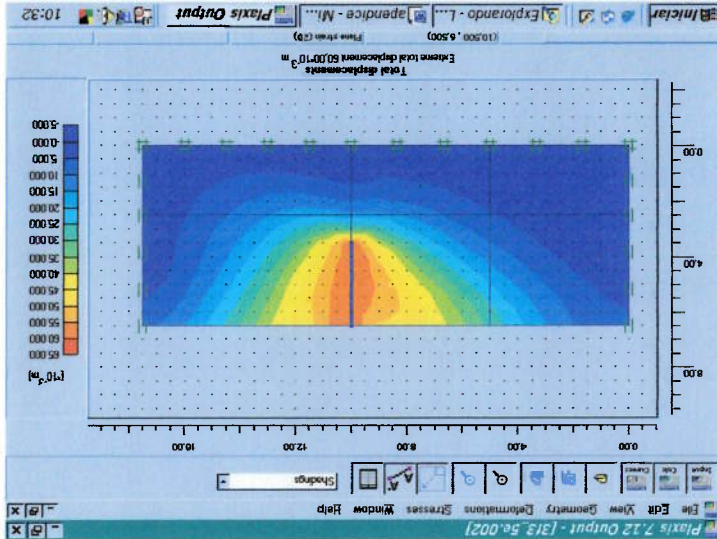 Plaxis 7.12 Output -
File Edit View Geometry Deformations Stresses Window Help
Input Calc Curves Shadings
0.00 4.00 8.00 12.00 16.00
8.00
4.00
0.00
[*10⁻³ m]
65.000
60.000
55.000
50.000
45.000
40.000
35.000
30.000
25.000
20.000
15.000
10.000
5.000
0.000
-5.000
Total displacements
Extreme total displacement 60,00*10⁻³ m
(10.500 , 6.500) Plane strain
Iniciar Explorando - L... apendice - Mi... Plaxis Output 10:32